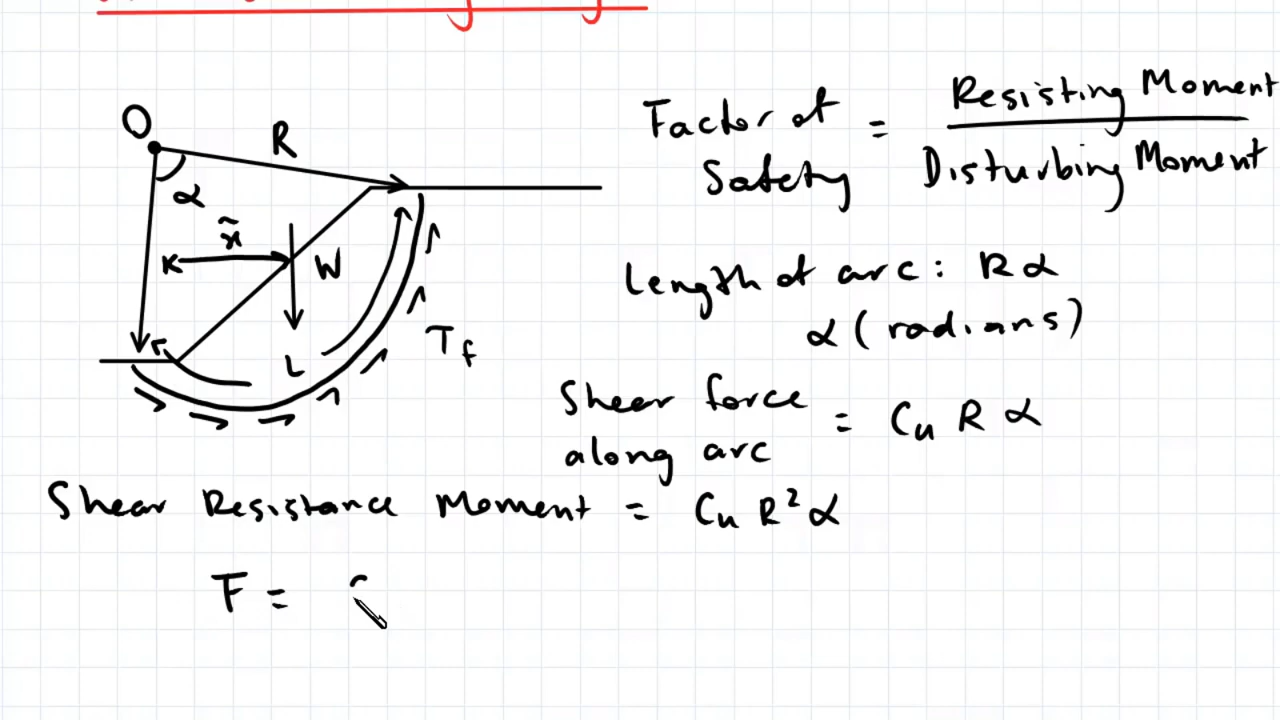 O
R
α
x̃
W
L
T_f
Factor of Safety = Resisting Moment / Disturbing Moment
Length of arc : Rα
α (radians)
Shear force along arc = Cu R α
Shear Resistance Moment = Cu R² α
F =